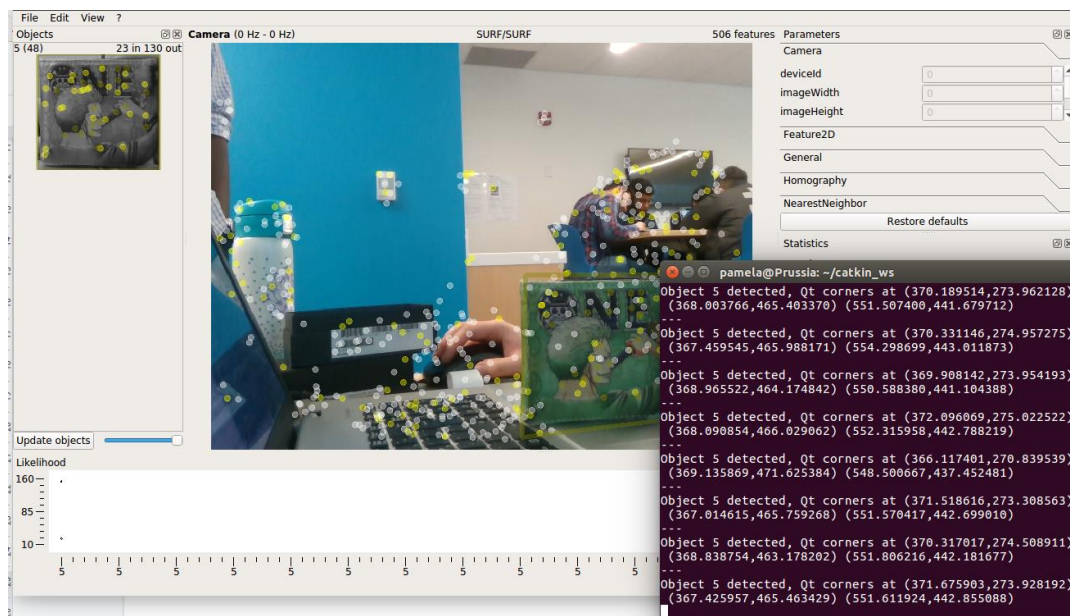 File Edit View ?
Objects
Camera (0 Hz - 0 Hz)
SURF/SURF
506 features
Parameters
5 (48)
23 in 130 out
Camera
deviceId
0
imageWidth
0
imageHeight
0
Feature2D
General
Homography
NearestNeighbor
Restore defaults
Statistics
Update objects
Likelihood
160
85
10
5 5 5 5 5 5 5 5 5 5 5
pamela@Prussia: ~/catkin_ws
Object 5 detected, Qt corners at (370.189514,273.962128)
(368.003766,465.403370) (551.507400,441.679712)
---
Object 5 detected, Qt corners at (370.331146,274.957275)
(367.459545,465.988171) (554.298699,443.011873)
---
Object 5 detected, Qt corners at (369.908142,273.954193)
(368.965522,464.174842) (550.588380,441.104388)
---
Object 5 detected, Qt corners at (372.096069,275.022522)
(368.090854,466.029062) (552.315958,442.788219)
---
Object 5 detected, Qt corners at (366.117401,270.839539)
(369.135869,471.625384) (548.500667,437.452481)
---
Object 5 detected, Qt corners at (371.518616,273.308563)
(367.014615,465.759268) (551.570417,442.699010)
---
Object 5 detected, Qt corners at (370.317017,274.508911)
(368.838754,463.178202) (551.806216,442.181677)
---
Object 5 detected, Qt corners at (371.675903,273.928192)
(367.425957,465.463429) (551.611924,442.855088)